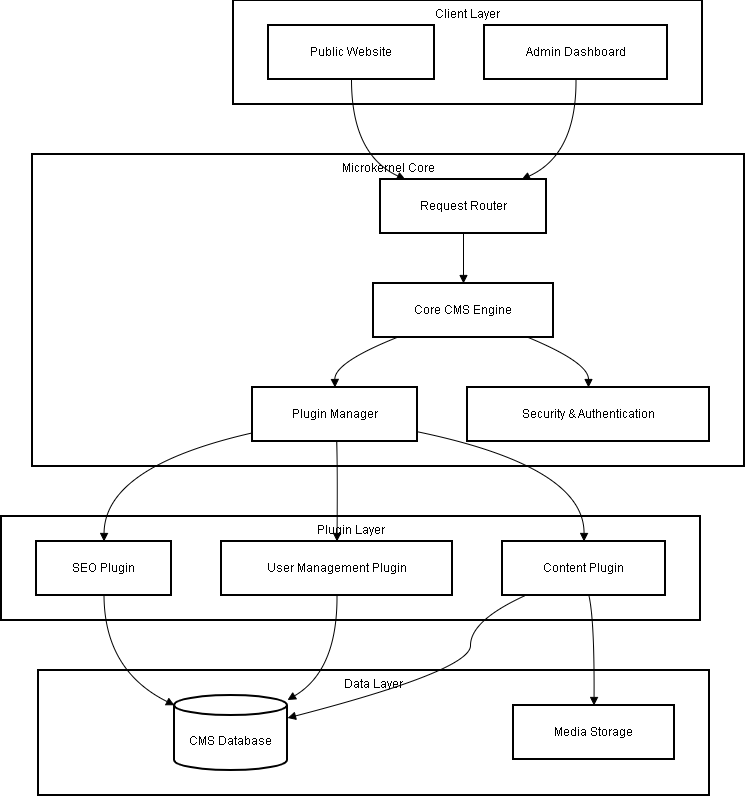 Client Layer
Public Website
Admin Dashboard
Microkernel Core
Request Router
Core CMS Engine
Plugin Manager
Security & Authentication
Plugin Layer
SEO Plugin
User Management Plugin
Content Plugin
Data Layer
CMS Database
Media Storage